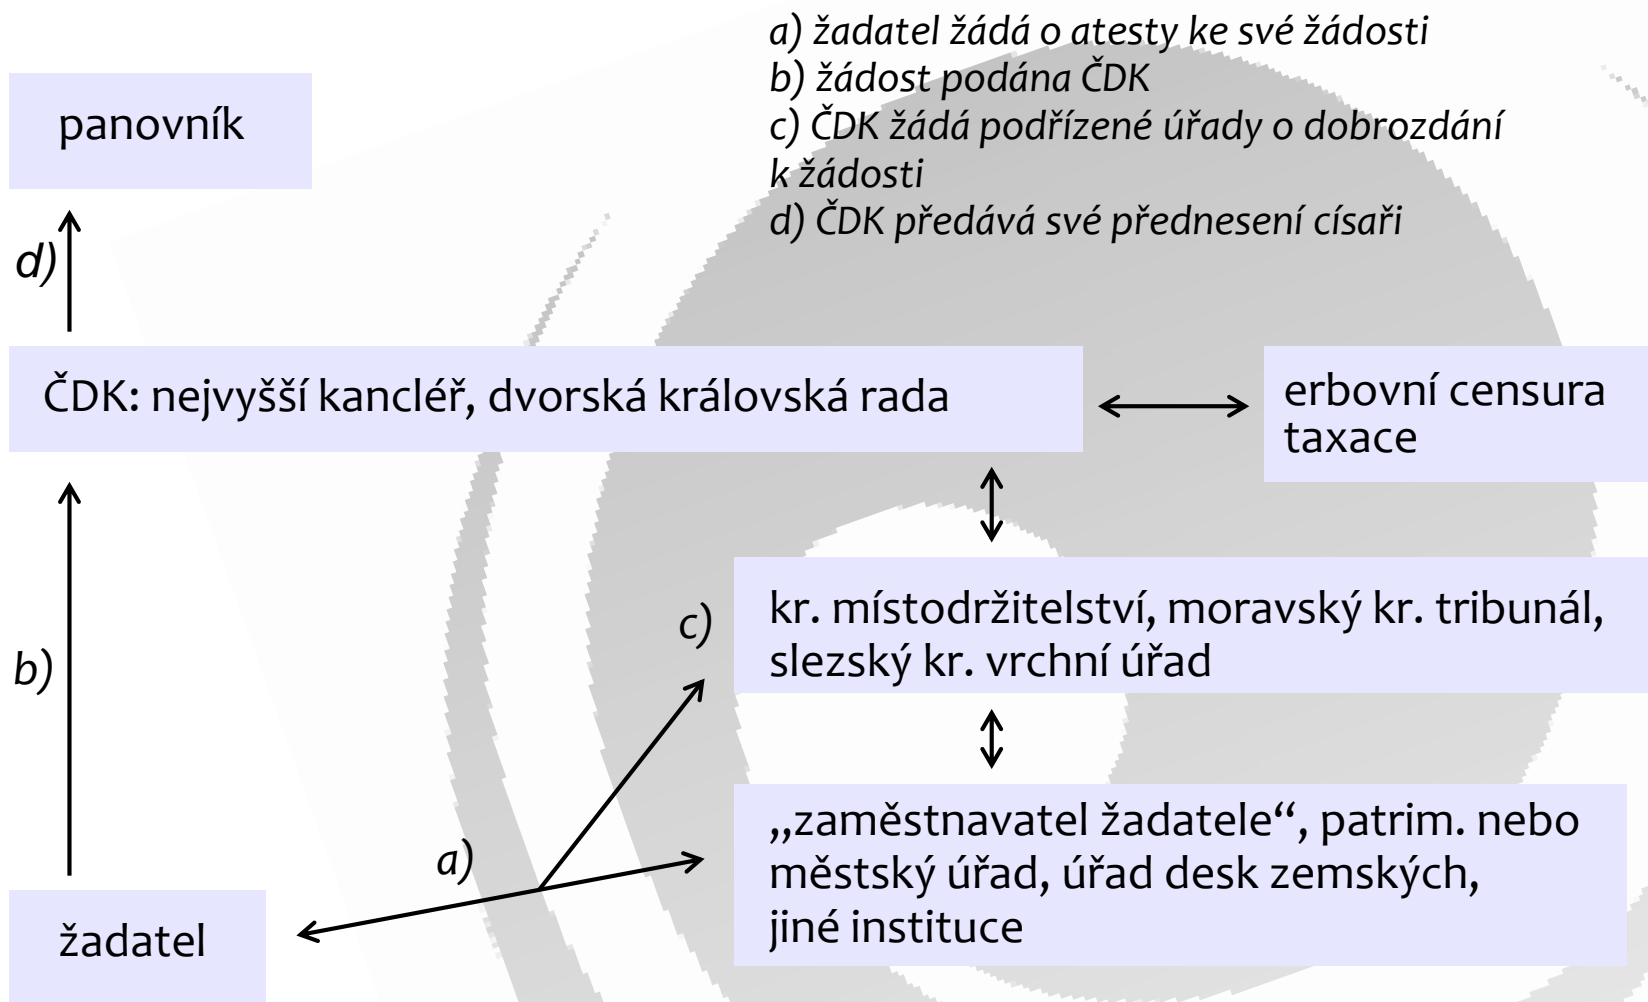 a) žadatel žádá o atesty ke své žádosti
b) žádost podána ČDK
c) ČDK žádá podřízené úřady o dobrozdání
k žádosti
d) ČDK předává své přednesení císaři
panovník
d)
ČDK: nejvyšší kancléř, dvorská královská rada
erbovní censura
taxace
c)
kr. místodržitelství, moravský kr. tribunál,
slezský kr. vrchní úřad
b)
a)
„zaměstnavatel žadatele“, patrim. nebo
městský úřad, úřad desk zemských,
jiné instituce
žadatel